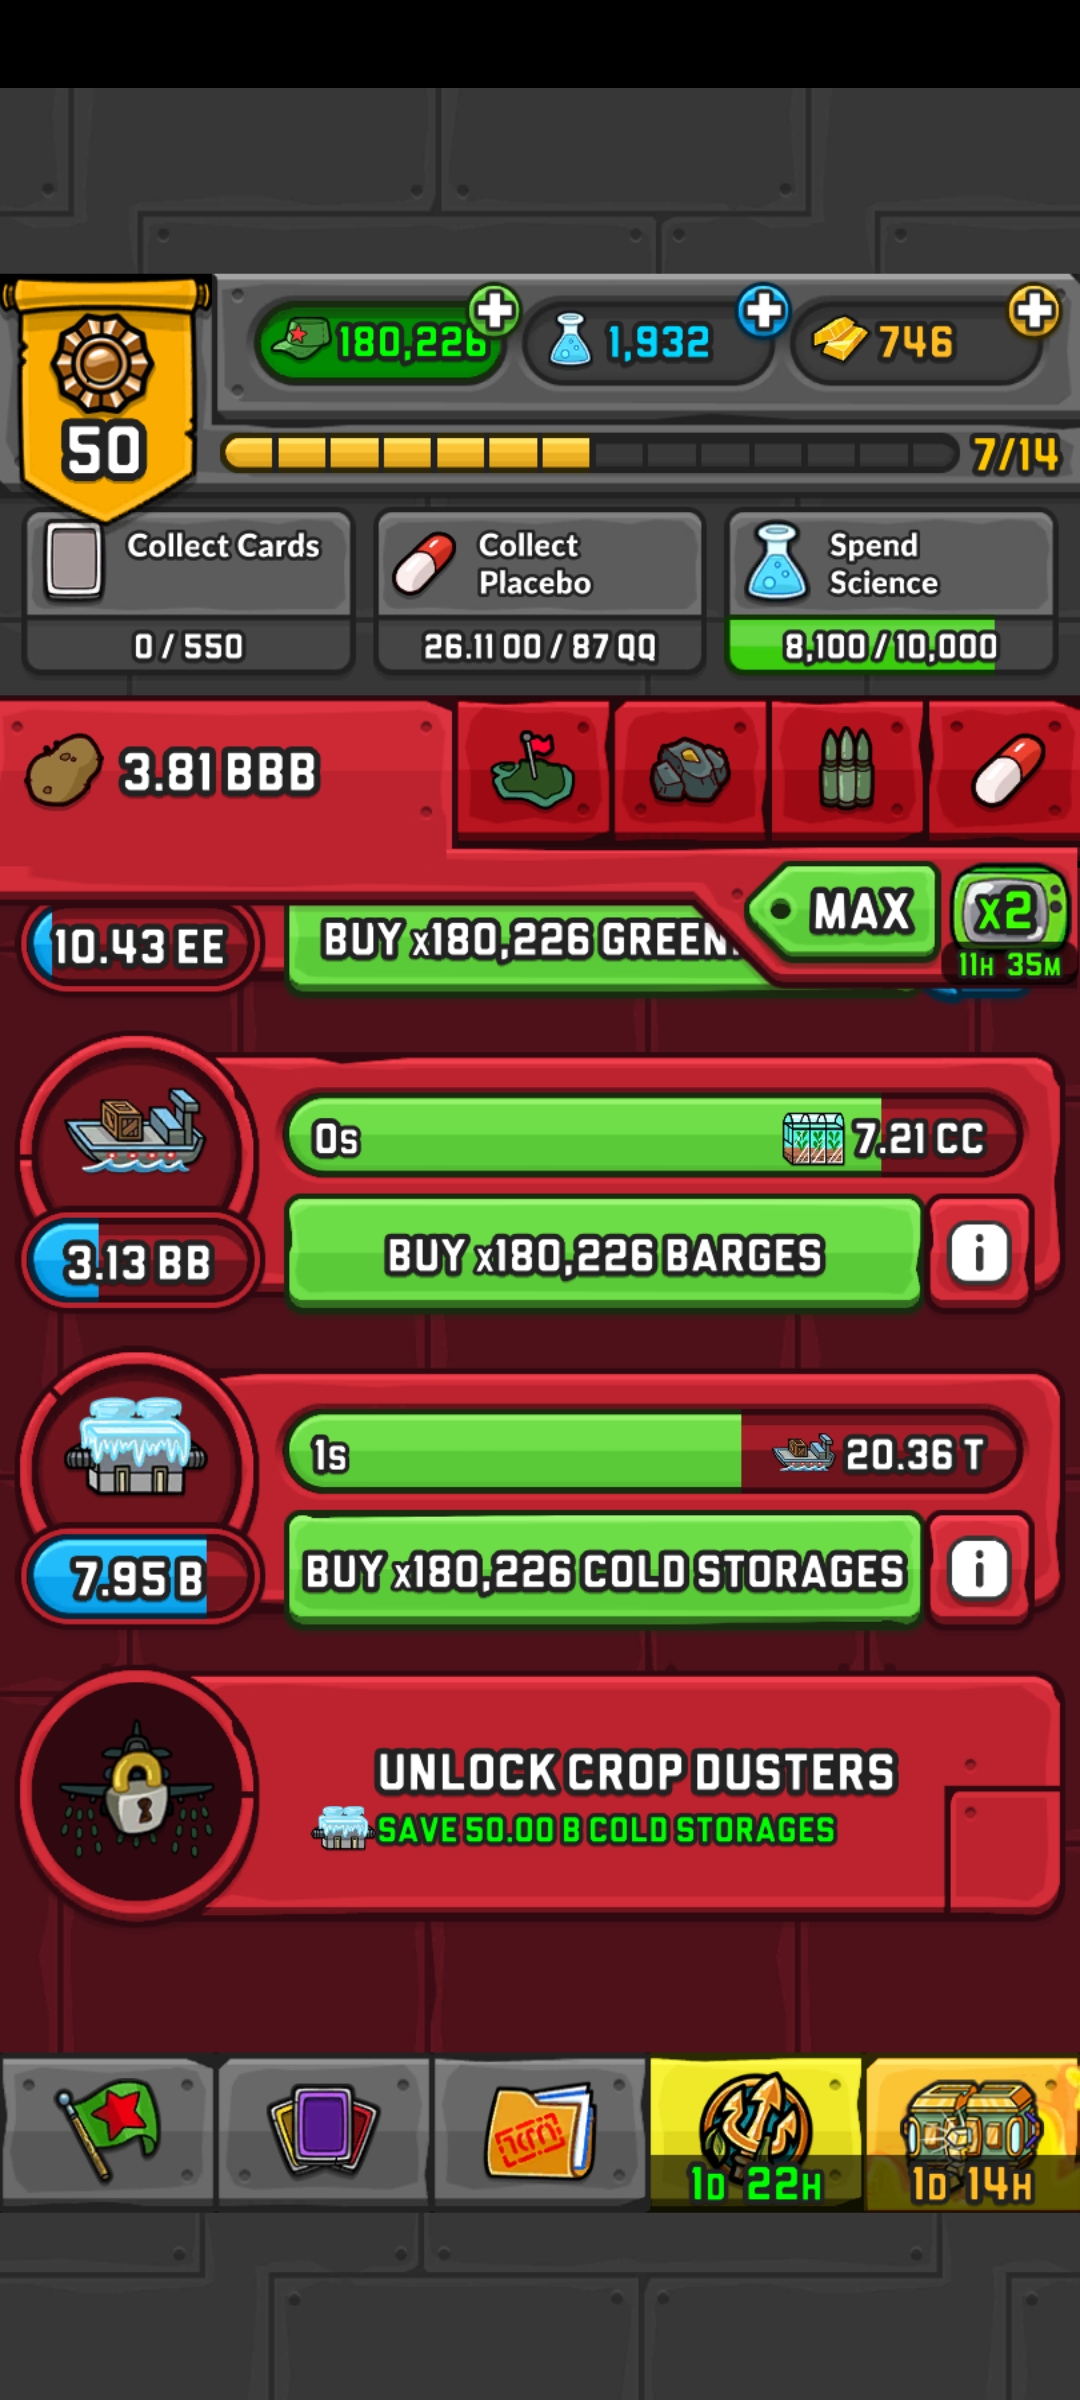 180,226
1,932
746
50
7/14
Collect Cards
0 / 550
Collect
Placebo
26.11 OO / 87 QQ
Spend
Science
8,100 / 10,000
3.81 BBB
MAX
x2
11H 35M
10.43 EE
BUY x180,226 GREEN
0s
7.21 CC
3.13 BB
BUY x180,226 BARGES
i
1s
20.36 T
7.95 B
BUY x180,226 COLD STORAGES
i
UNLOCK CROP DUSTERS
SAVE 50.00 B COLD STORAGES
1D 22H
1D 14H